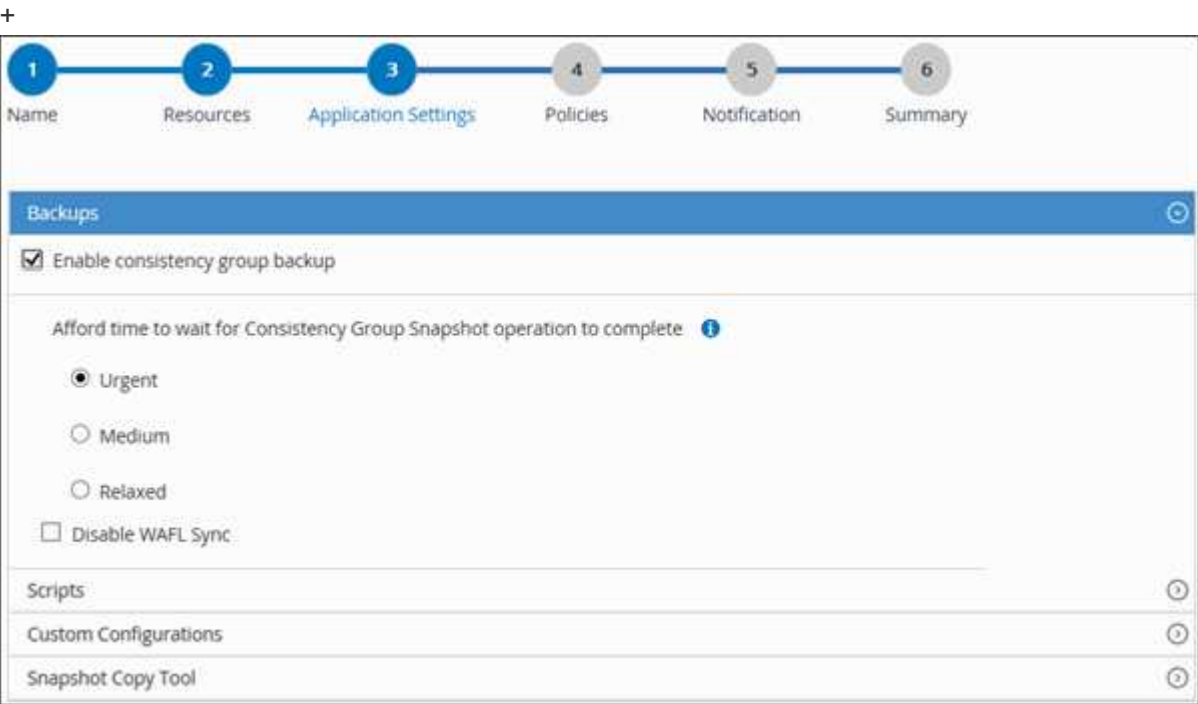 +
1 2 3 4 5 6
Name Resources Application Settings Policies Notification Summary
Backups
Enable consistency group backup
Afford time to wait for Consistency Group Snapshot operation to complete i
Urgent
Medium
Relaxed
Disable WAFL Sync
Scripts
Custom Configurations
Snapshot Copy Tool